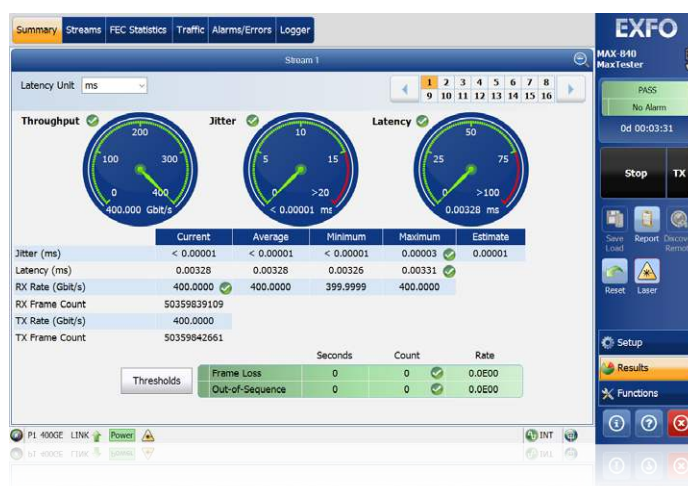 Summary Streams FEC Statistics Traffic Alarms/Errors Logger
EXFO
MAX-840
MaxTester
Stream 1
Latency Unit ms
1 2 3 4 5 6 7 8
9 10 11 12 13 14 15 16
PASS
No Alarm
0d 00:03:31
Throughput
200
100 300
0 400
400.000 Gbit/s
Jitter
10
5 15
0 >20
< 0.00001 ms
Latency
50
25 75
0 >100
0.00328 ms
Stop TX
Save
Load
Report
Reset Laser
Current Average Minimum Maximum Estimate
Jitter (ms) < 0.00001 < 0.00001 < 0.00001 0.00003 0.00001
Latency (ms) 0.00328 0.00328 0.00326 0.00331
RX Rate (Gbit/s) 400.0000 400.0000 399.9999 400.0000
RX Frame Count 50359839109
TX Rate (Gbit/s) 400.0000
TX Frame Count 50359842661
Seconds Count Rate
Thresholds
Frame Loss 0 0 0.0E00
Out-of-Sequence 0 0 0.0E00
Setup
Results
Functions
P1 400GE LINK Power INT